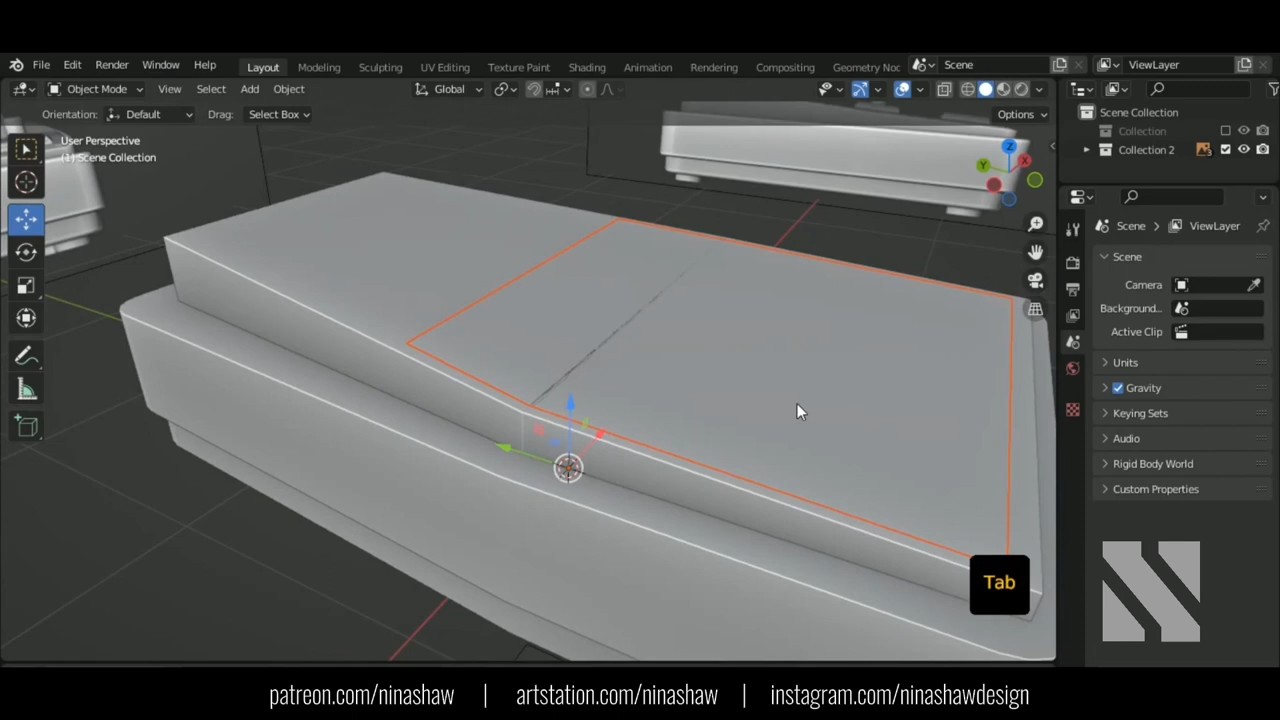 File Edit Render Window Help Layout Modeling Sculpting UV Editing Texture Paint Shading Animation Rendering Compositing Geometry Noc Scene ViewLayer
Object Mode View Select Add Object Global
Orientation: Default Drag: Select Box Options
User Perspective
(1) Scene Collection
Z
Y
X
Scene Collection
Collection
Collection 2
Scene > ViewLayer
Scene
Camera
Background...
Active Clip
Units
Gravity
Keying Sets
Audio
Rigid Body World
Custom Properties
Tab
patreon.com/ninashaw | artstation.com/ninashaw | instagram.com/ninashawdesign